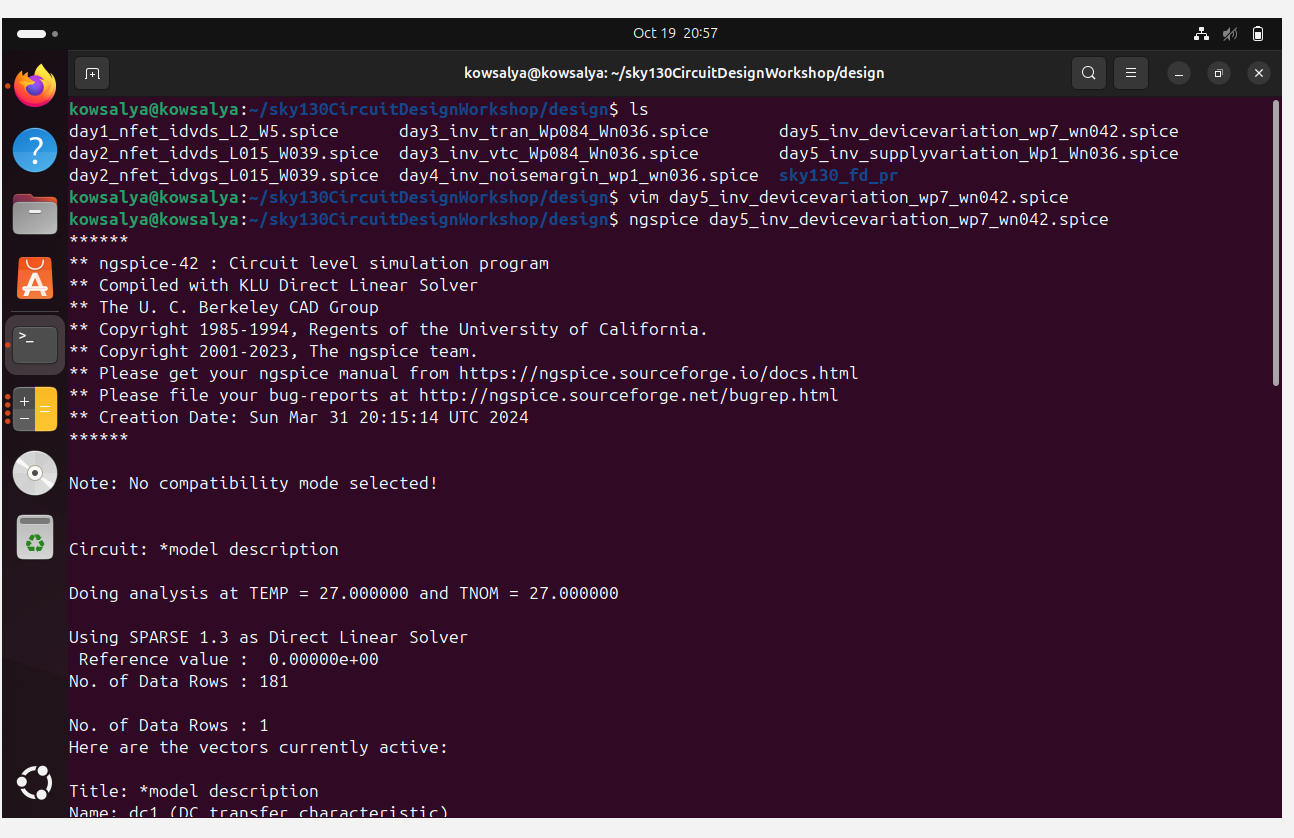 Oct 19 20:57
kowsalya@kowsalya: ~/sky130CircuitDesignWorkshop/design
kowsalya@kowsalya:~/sky130CircuitDesignWorkshop/design$ ls
day1_nfet_idvds_L2_W5.spice day3_inv_tran_Wp084_Wn036.spice day5_inv_devicevariation_wp7_wn042.spice
day2_nfet_idvds_L015_W039.spice day3_inv_vtc_Wp084_Wn036.spice day5_inv_supplyvariation_Wp1_Wn036.spice
day2_nfet_idvgs_L015_W039.spice day4_inv_noisemargin_wp1_wn036.spice sky130_fd_pr
kowsalya@kowsalya:~/sky130CircuitDesignWorkshop/design$ vim day5_inv_devicevariation_wp7_wn042.spice
kowsalya@kowsalya:~/sky130CircuitDesignWorkshop/design$ ngspice day5_inv_devicevariation_wp7_wn042.spice
******
** ngspice-42 : Circuit level simulation program
** Compiled with KLU Direct Linear Solver
** The U. C. Berkeley CAD Group
** Copyright 1985-1994, Regents of the University of California.
** Copyright 2001-2023, The ngspice team.
** Please get your ngspice manual from https://ngspice.sourceforge.io/docs.html
** Please file your bug-reports at http://ngspice.sourceforge.net/bugrep.html
** Creation Date: Sun Mar 31 20:15:14 UTC 2024
******
Note: No compatibility mode selected!
Circuit: *model description
Doing analysis at TEMP = 27.000000 and TNOM = 27.000000
Using SPARSE 1.3 as Direct Linear Solver
Reference value : 0.00000e+00
No. of Data Rows : 181
No. of Data Rows : 1
Here are the vectors currently active:
Title: *model description
Name: dc1 (DC transfer characteristic)